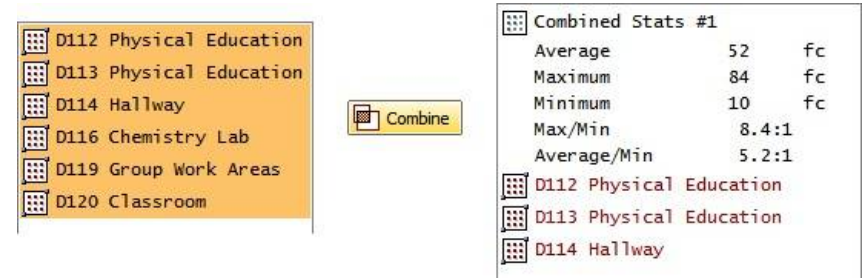 D112 Physical Education
D113 Physical Education
D114 Hallway
D116 Chemistry Lab
D119 Group Work Areas
D120 Classroom
Combine
Combined Stats #1
Average 52 fc
Maximum 84 fc
Minimum 10 fc
Max/Min 8.4:1
Average/Min 5.2:1
D112 Physical Education
D113 Physical Education
D114 Hallway